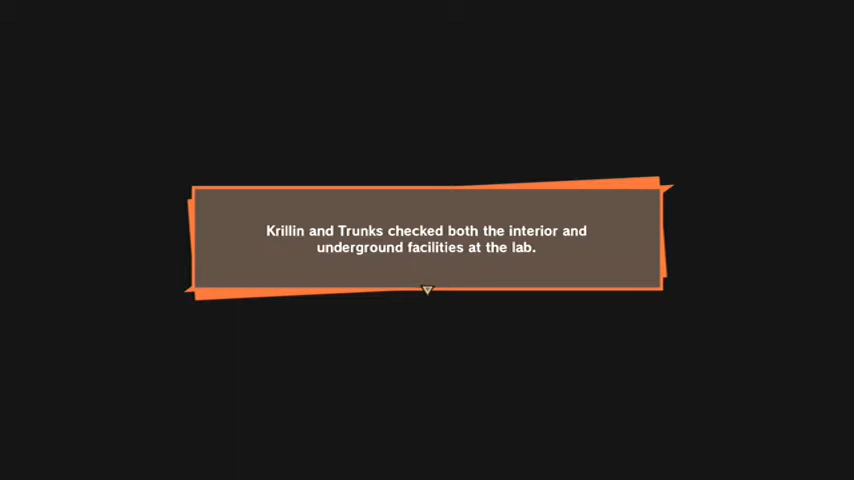 Krillin and Trunks checked both the interior and
underground facilities at the lab.